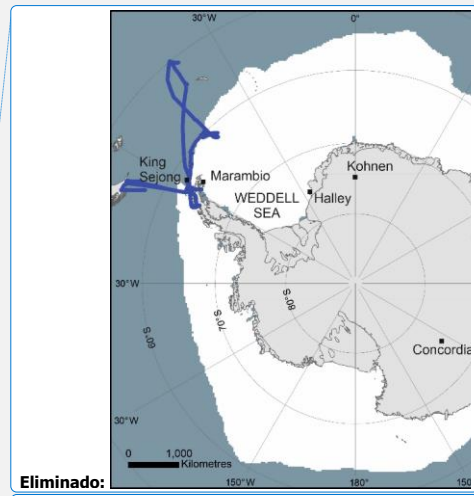 30°W
0°
King
Sejong
Marambio
Kohnen
WEDDELL
SEA
Halley
30°W
80°S
70°S
60°S
Concordia
30°W
0 1,000
Kilometres
150°W
180°
150°
Eliminado: